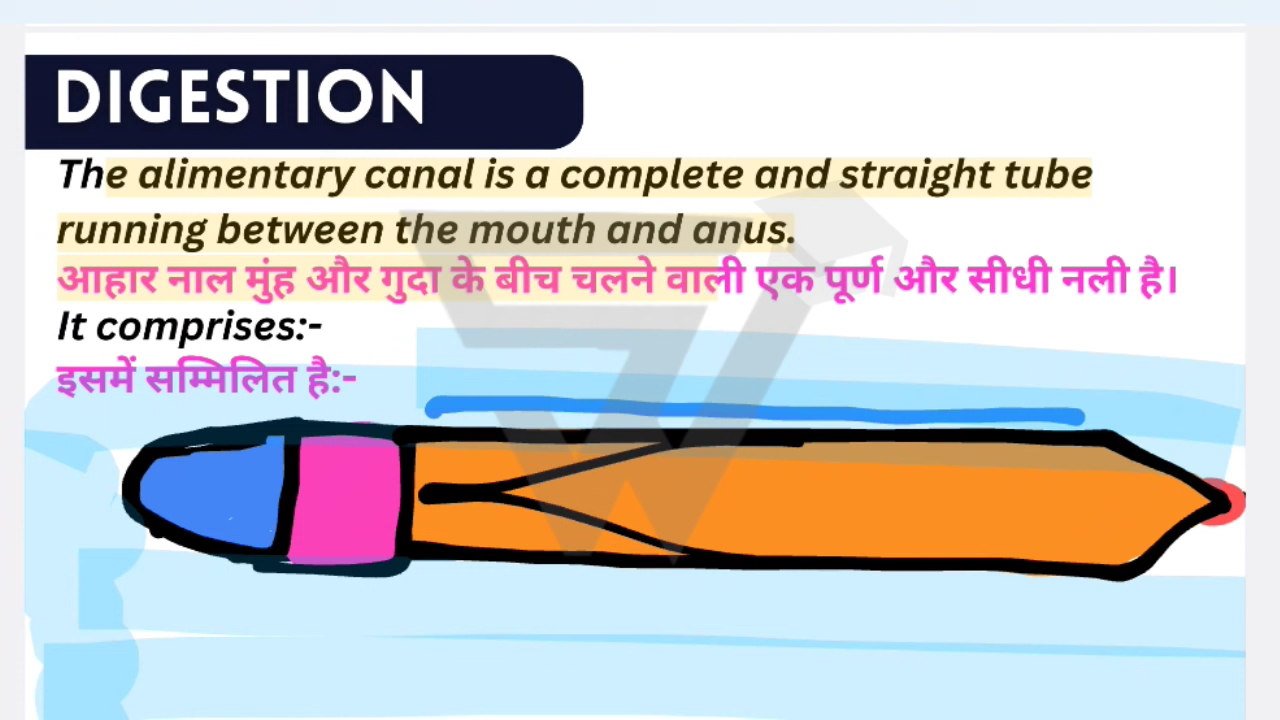 DIGESTION
The alimentary canal is a complete and straight tube
running between the mouth and anus.
आहार नाल मुंह और गुदा के बीच चलने वाली एक पूर्ण और सीधी नली है।
It comprises:-
इसमें सम्मिलित है:-